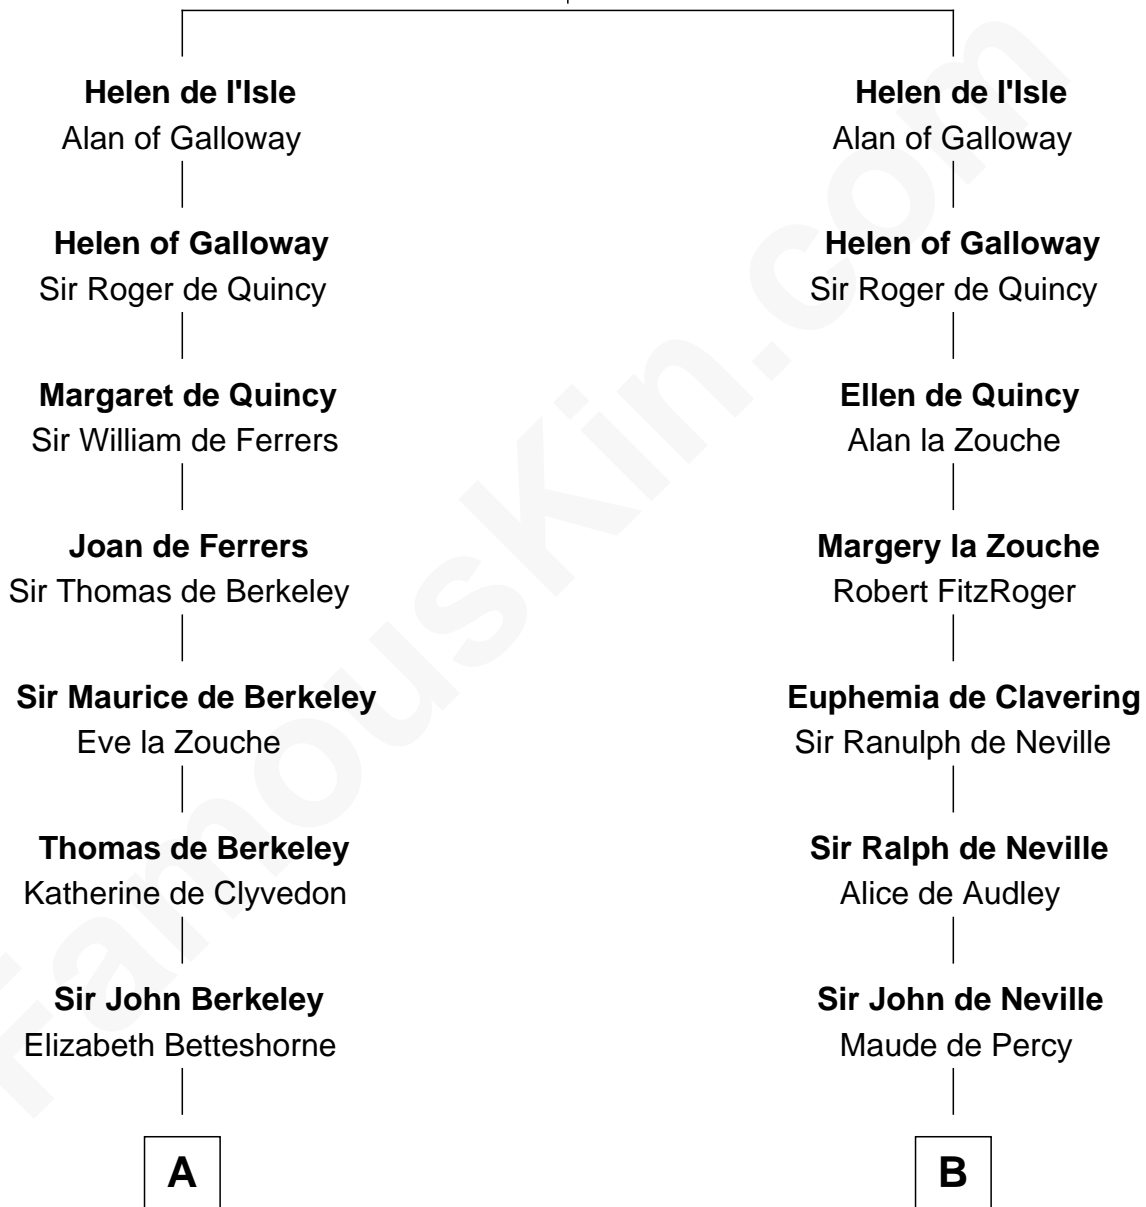 Helen de l'Isle
Alan of Galloway
Helen of Galloway
Sir Roger de Quincy
Margaret de Quincy
Sir William de Ferrers
Joan de Ferrers
Sir Thomas de Berkeley
Sir Maurice de Berkeley
Eve la Zouche
Thomas de Berkeley
Katherine de Clyvedon
Sir John Berkeley
Elizabeth Betteshorne
A
Helen de l'Isle
Alan of Galloway
Helen of Galloway
Sir Roger de Quincy
Ellen de Quincy
Alan la Zouche
Margery la Zouche
Robert FitzRoger
Euphemia de Clavering
Sir Ranulph de Neville
Sir Ralph de Neville
Alice de Audley
Sir John de Neville
Maude de Percy
B
FamousKin.com